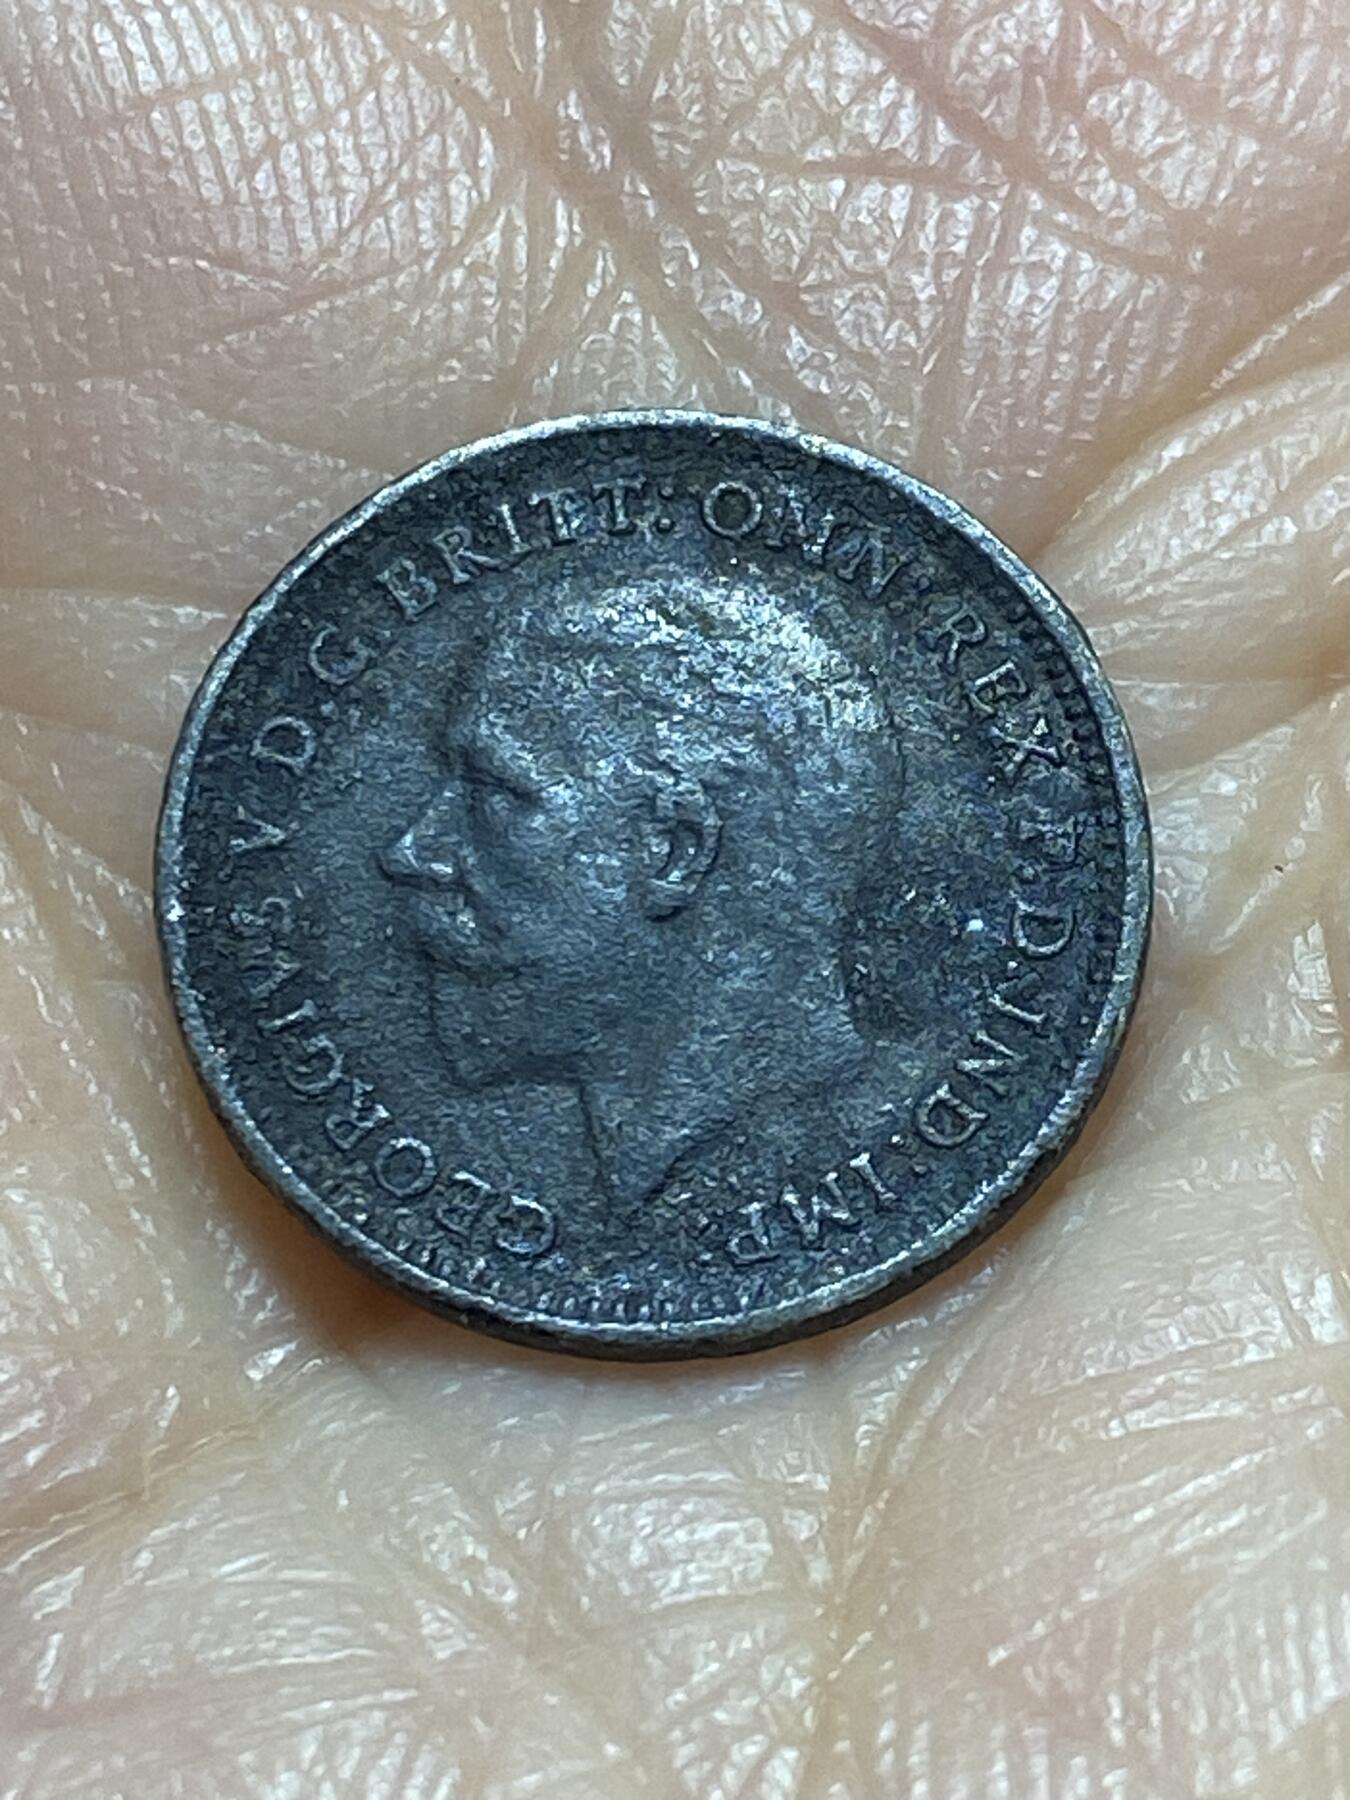 GEORGIVS V D.G.BRITT: OMN:REX F.D.IND:IMP: